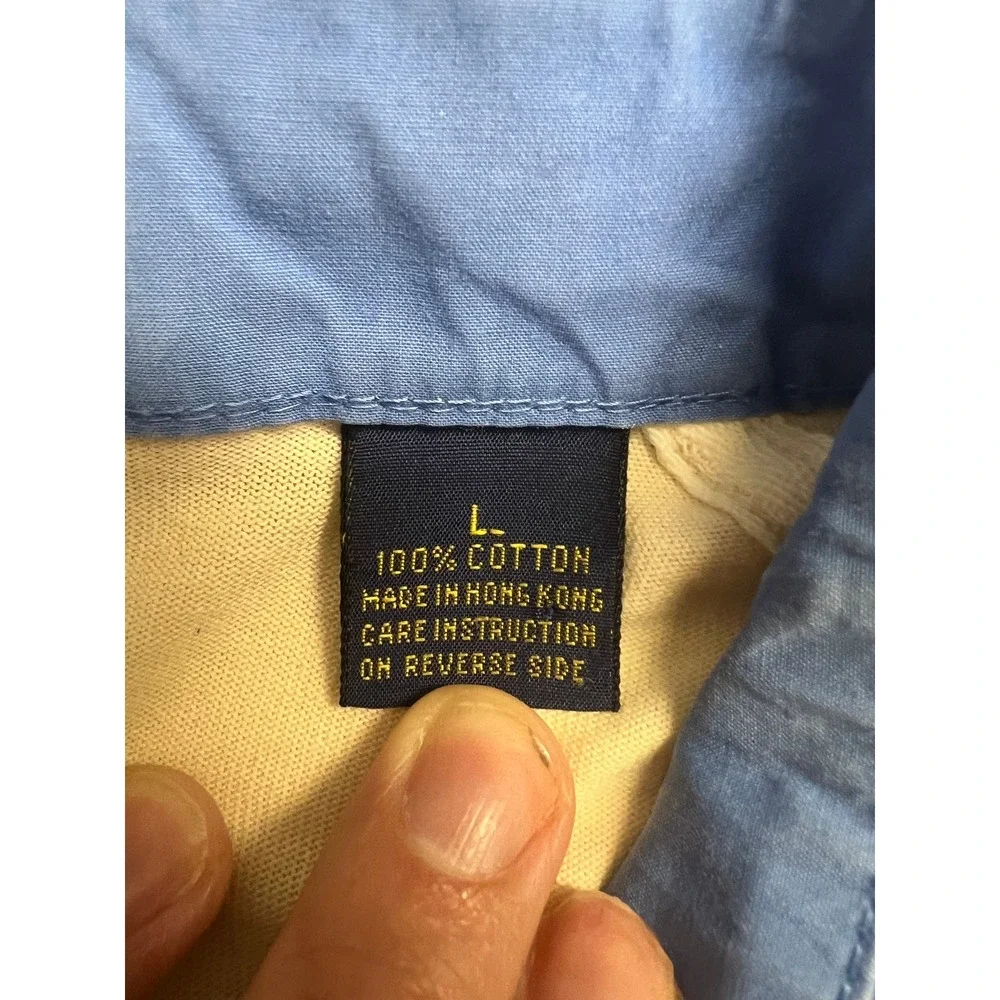 L
100% COTTON
MADE IN HONG KONG
CARE INSTRUCTION
ON REVERSE SIDE